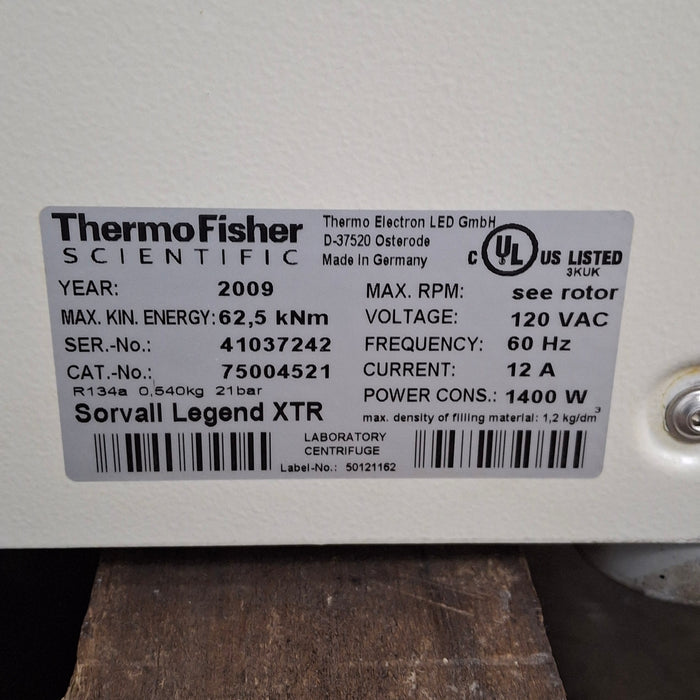 ThermoFisher
SCIENTIFIC
Thermo Electron LED GmbH
D-37520 Osterode
Made in Germany
C UL US LISTED
3KUK
YEAR: 2009
MAX. KIN. ENERGY: 62,5 kNm
SER.-No.: 41037242
CAT.-No.: 75004521
R134a 0,540kg 21bar
Sorvall Legend XTR
MAX. RPM: see rotor
VOLTAGE: 120 VAC
FREQUENCY: 60 Hz
CURRENT: 12 A
POWER CONS.: 1400 W
max. density of filling material: 1,2 kg/dm³
LABORATORY
CENTRIFUGE
Label-No.: 50121162